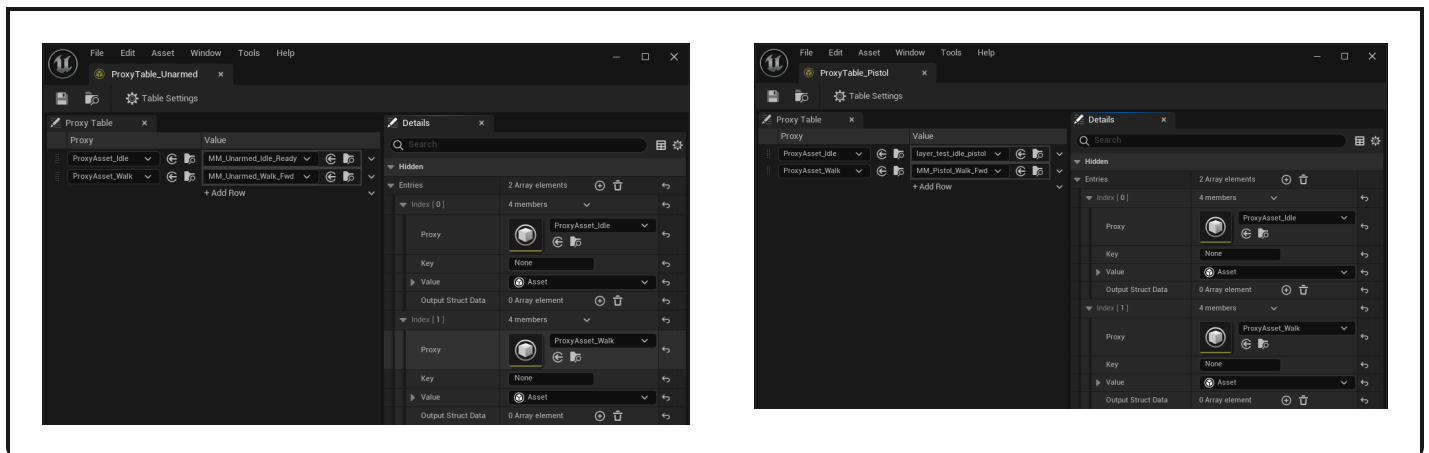 File Edit Asset Window Tools Help
ProxyTable_Unarmed
Table Settings
Proxy Table
Proxy Value
ProxyAsset_Idle MM_Unarmed_Idle_Ready
ProxyAsset_Walk MM_Unarmed_Walk_Fwd
+ Add Row
Details
Search
Hidden
Entries 2 Array elements
Index [ 0 ] 4 members
Proxy ProxyAsset_Idle
Key None
Value Asset
Output Struct Data 0 Array element
Index [ 1 ] 4 members
Proxy ProxyAsset_Walk
Key None
Value Asset
Output Struct Data 0 Array element
File Edit Asset Window Tools Help
ProxyTable_Pistol
Table Settings
Proxy Table
Proxy Value
ProxyAsset_Idle layer_test_idle_pistol
ProxyAsset_Walk MM_Pistol_Walk_Fwd
+ Add Row
Details
Search
Hidden
Entries 2 Array elements
Index [ 0 ] 4 members
Proxy ProxyAsset_Idle
Key None
Value Asset
Output Struct Data 0 Array element
Index [ 1 ] 4 members
Proxy ProxyAsset_Walk
Key None
Value Asset
Output Struct Data 0 Array element